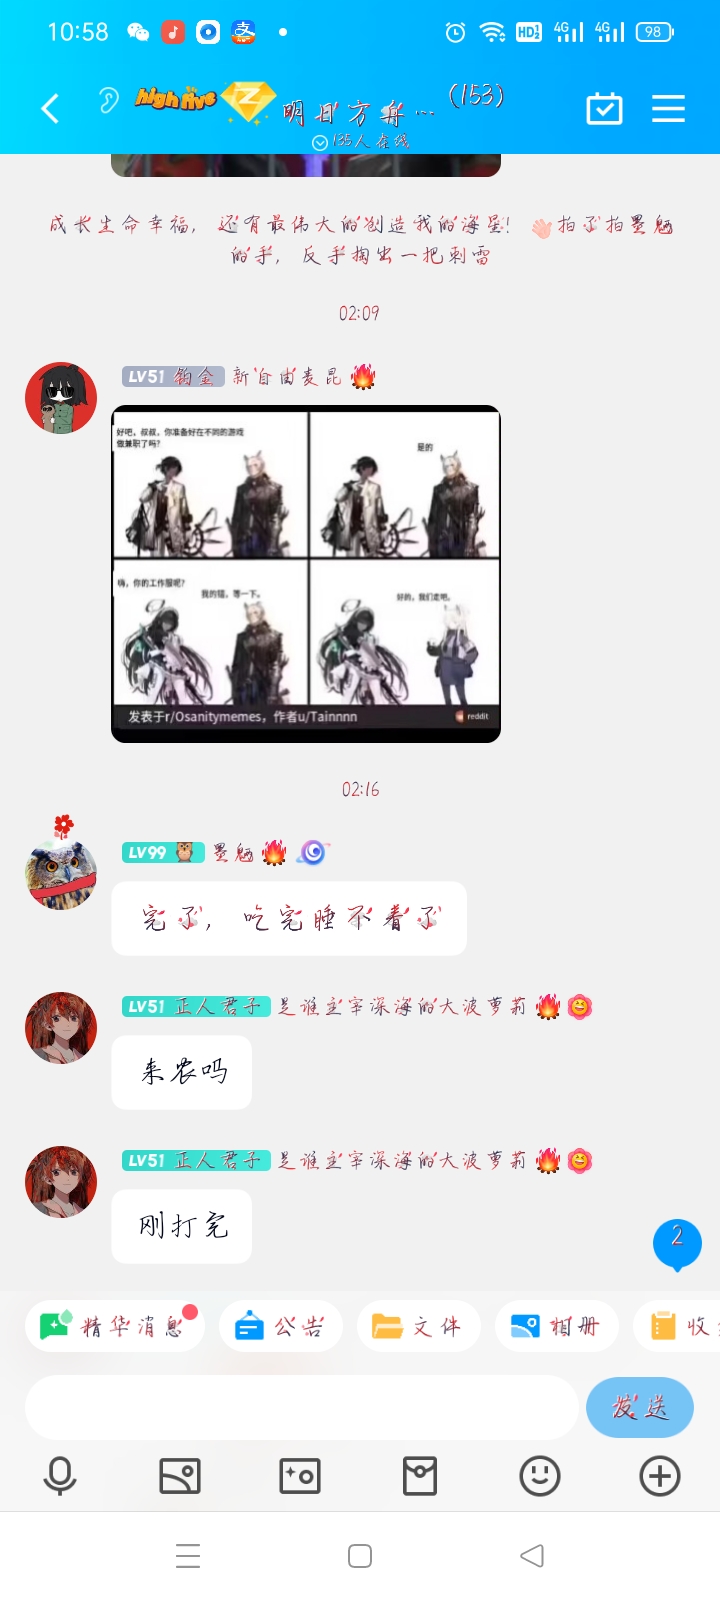 10:58 HD 4G 4G 98
high five Z 明日方舟… (153)
135人在线
成长生命幸福，还有最伟大的创造我的海星！ 👋拍了拍墨魉
的手，反手掏出一把刺雷
02:09
LV51 铂金 新自由麦昆🔥
好吧，叔叔，你准备好在不同的游戏
做兼职了吗？
是的
嗨，你的工作服呢？
我的错，等一下。
好的，我们走吧。
发表于r/Osanitymemes，作者u/Tainnnn reddit
02:16
LV99 🦉 墨魉🔥
完了，吃完睡不着了
LV51 正人君子 是谁主宰深海的大波萝莉🔥
来农吗
LV51 正人君子 是谁主宰深海的大波萝莉🔥
刚打完
2
精华消息 公告 文件 相册 收
发送